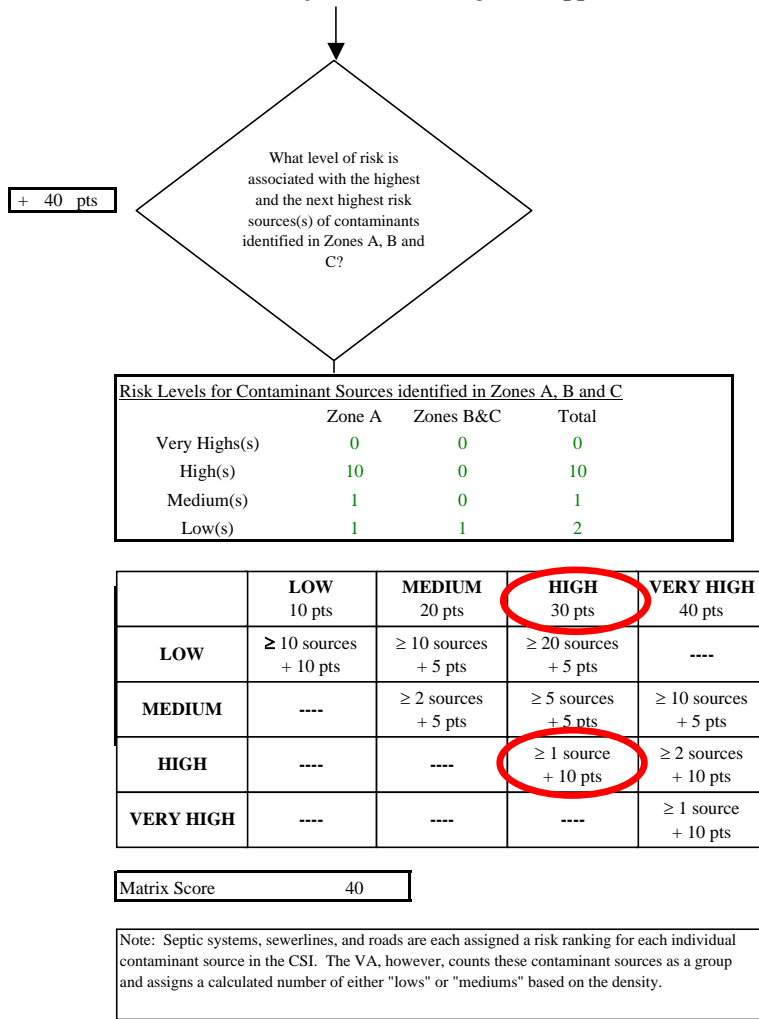 What level of risk is
associated with the highest
and the next highest risk
sources(s) of contaminants
identified in Zones A, B and
C?
+ 40 pts
Risk Levels for Contaminant Sources identified in Zones A, B and C
Zone A Zones B&C Total
Very Highs(s) 0 0 0
High(s) 10 0 10
Medium(s) 1 0 1
Low(s) 1 1 2
LOW MEDIUM HIGH VERY HIGH
10 pts 20 pts 30 pts 40 pts
LOW ≥ 10 sources ≥ 10 sources ≥ 20 sources ----
+ 10 pts + 5 pts + 5 pts
MEDIUM ---- ≥ 2 sources ≥ 5 sources ≥ 10 sources
+ 5 pts + 5 pts + 5 pts
HIGH ---- ---- ≥ 1 source ≥ 2 sources
+ 10 pts + 10 pts
VERY HIGH ---- ---- ---- ≥ 1 source
+ 10 pts
Matrix Score 40
Note: Septic systems, sewerlines, and roads are each assigned a risk ranking for each individual
contaminant source in the CSI. The VA, however, counts these contaminant sources as a group
and assigns a calculated number of either "lows" or "mediums" based on the density.